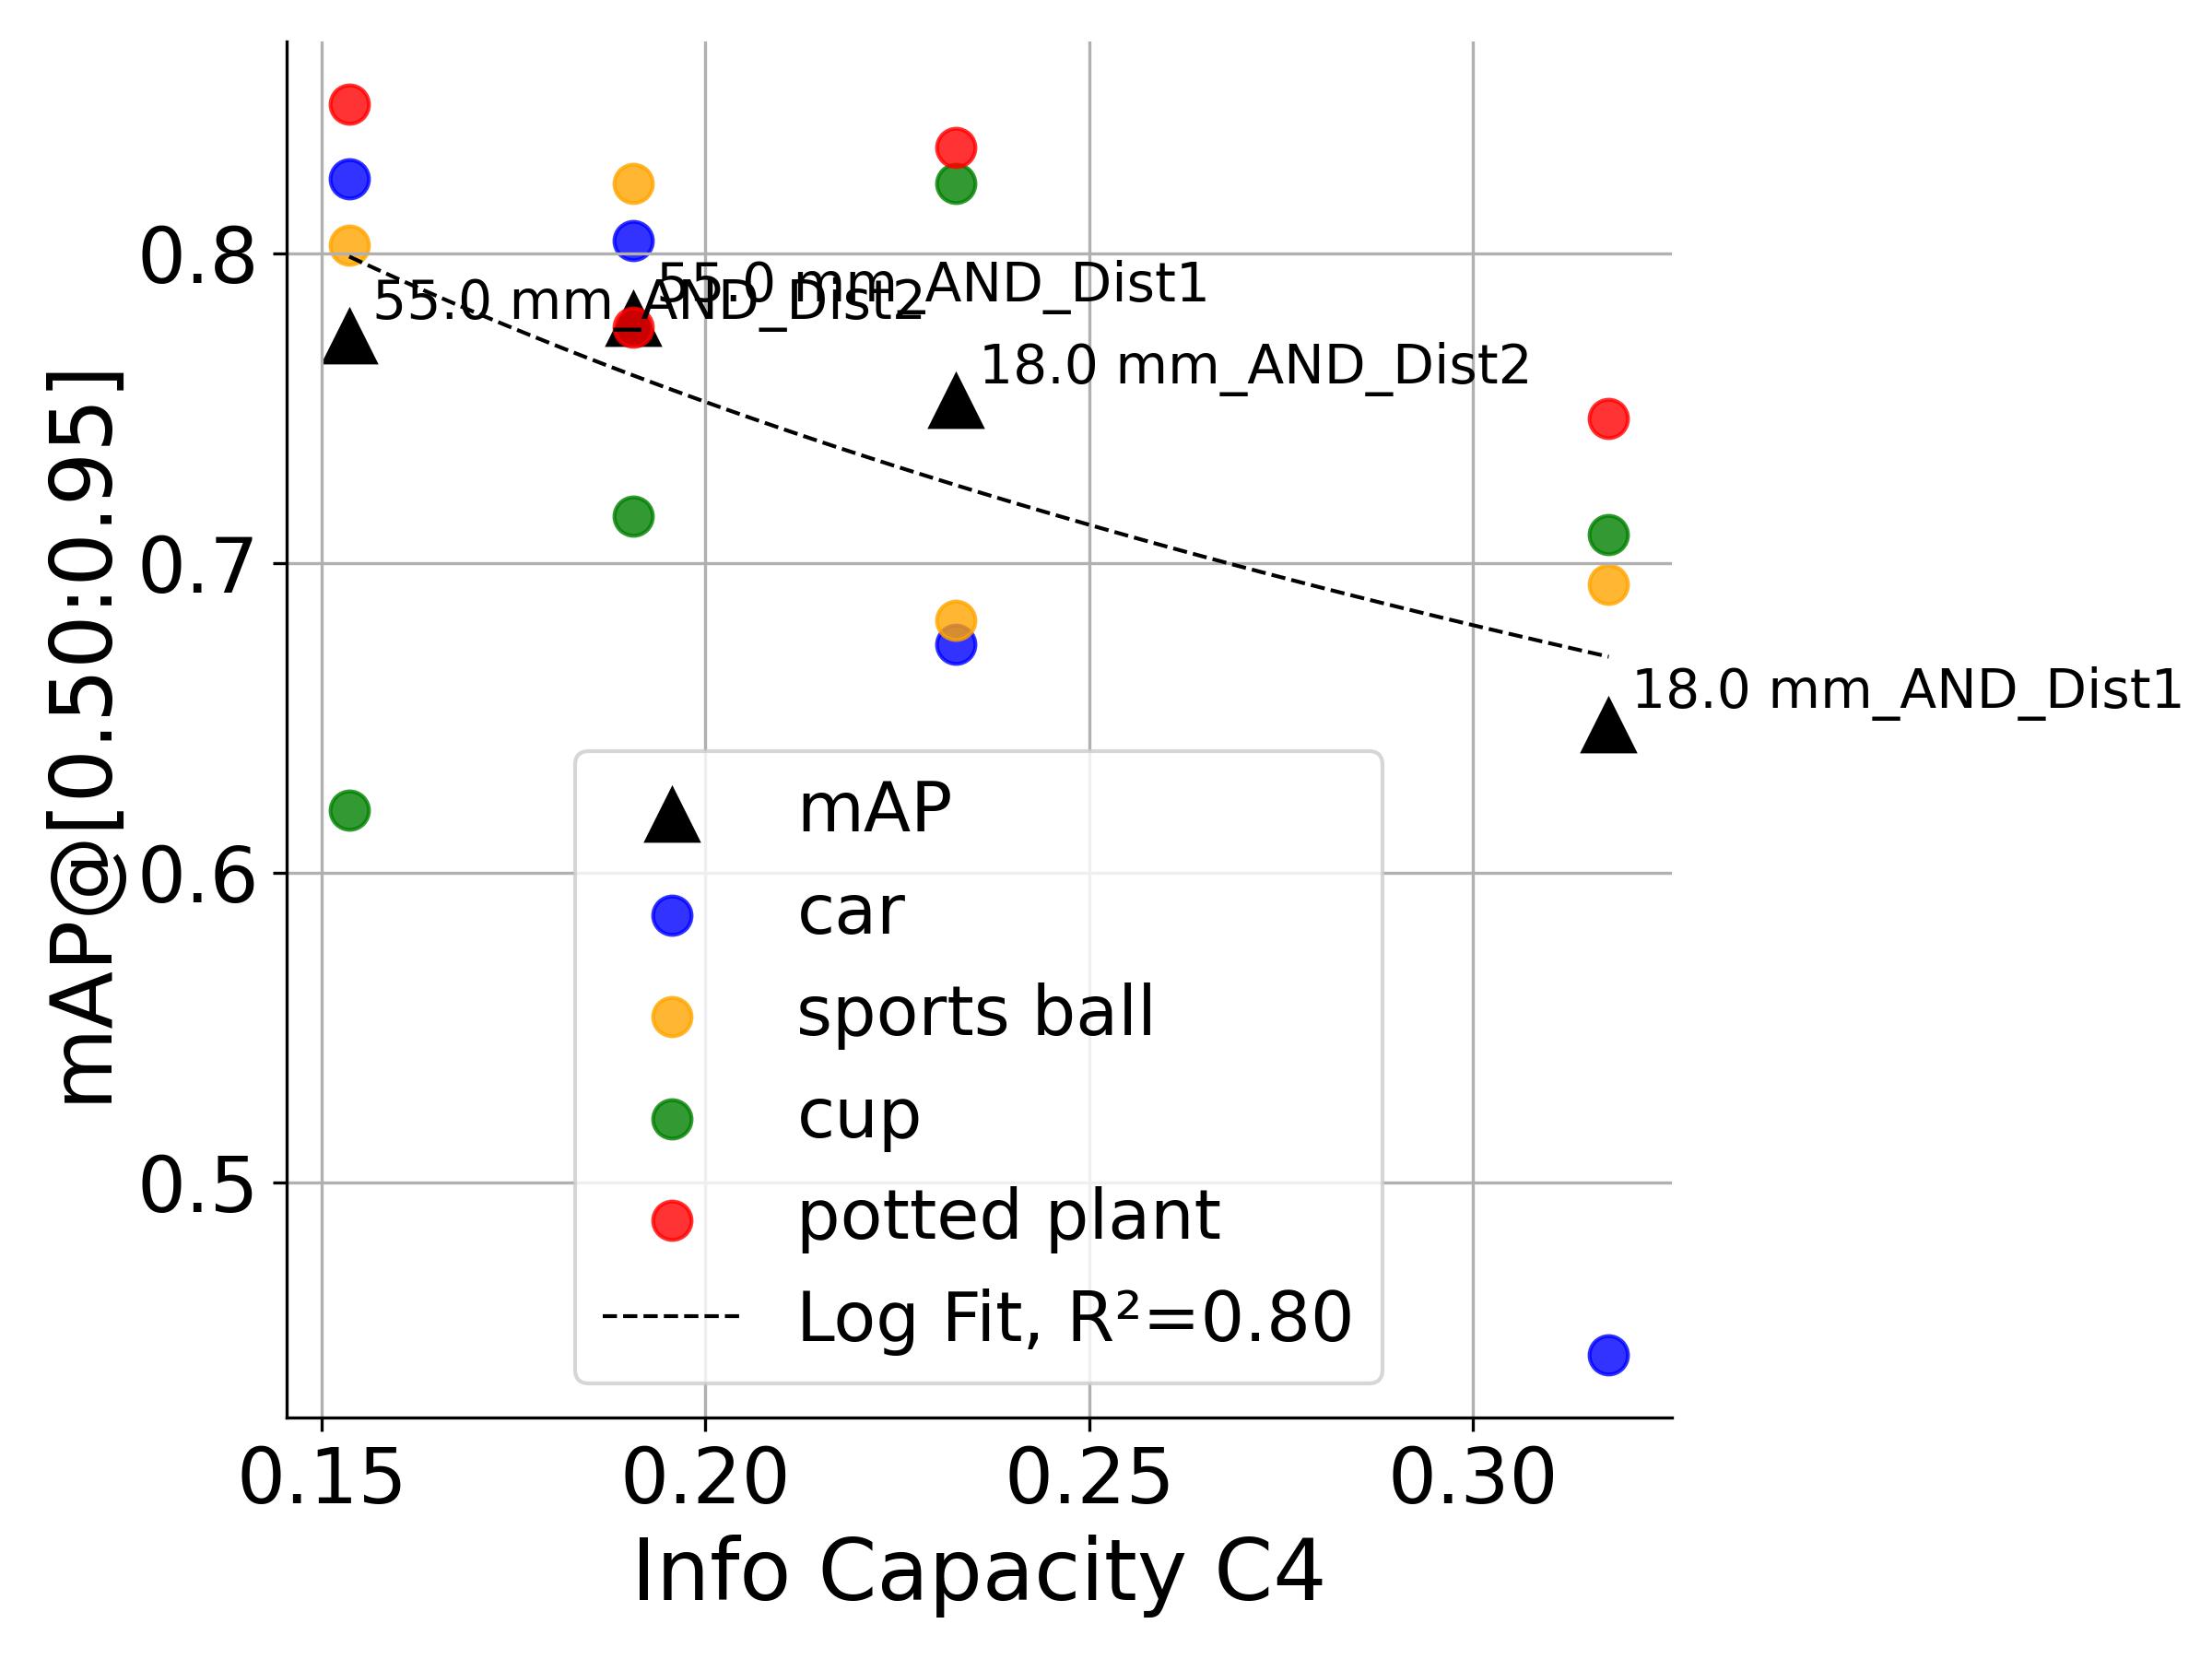 mAP@[0.50:0.95]
0.8
0.7
0.6
0.5
55.0 mm_AND_Dist2
55.0 mm_AND_Dist1
18.0 mm_AND_Dist2
18.0 mm_AND_Dist1
mAP
car
sports ball
cup
potted plant
Log Fit, R²=0.80
0.15
0.20
0.25
0.30
Info Capacity C4